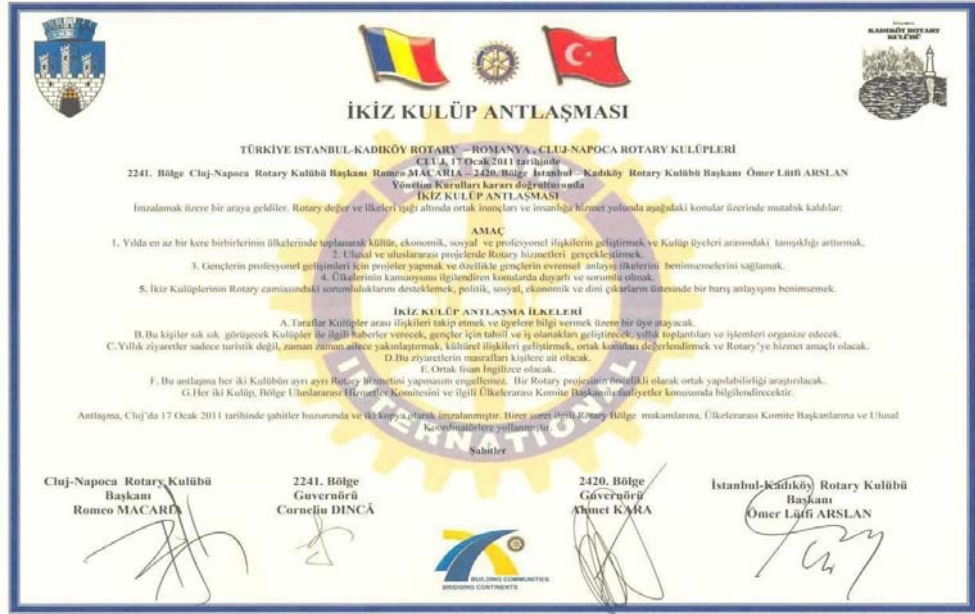 İstanbul
KADIKÖY ROTARY
KULÜBÜ
İKİZ KULÜP ANTLAŞMASI
TÜRKİYE ISTANBUL-KADIKÖY ROTARY – ROMANYA , CLUJ-NAPOCA ROTARY KULÜPLERİ
CLUJ, 17 Ocak 2011 tarihinde
2241. Bölge Cluj-Napoca Rotary Kulübü Başkanı Romeo MACARIA – 2420. Bölge İstanbul – Kadıköy Rotary Kulübü Başkanı Ömer Lütfi ARSLAN
Yönetim Kurulları kararı doğrultusunda
İKİZ KULÜP ANTLAŞMASI
İmzalamak üzere bir araya geldiler. Rotary değer ve ilkeleri ışığı altında ortak inançları ve insanlığa hizmet yolunda aşağıdaki konular üzerinde mutabık kaldılar:
AMAÇ
1. Yılda en az bir kere birbirlerinin ülkelerinde toplanarak kültür, ekonomik, sosyal ve profesyonel ilişkilerin geliştirmek ve Kulüp üyeleri arasındaki tanışıklığı arttırmak.
2. Ulusal ve uluslararası projelerde Rotary hizmetleri gerçekleştirmek.
3. Gençlerin profesyonel gelişimleri için projeler yapmak ve özellikle gençlerin evrensel anlayış ilkelerini benimsemelerini sağlamak.
4. Ülkelerinin kamuoyunu ilgilendiren konularda duyarlı ve sorumlu olmak.
5. İkiz Kulüplerinin Rotary camiasındaki sorumluluklarını desteklemek, politik, sosyal, ekonomik ve dini çıkarların üstesinde bir barış anlayışını benimsemek.
İKİZ KULÜP ANTLAŞMA İLKELERİ
A.Taraflar Kulüpler arası ilişkileri takip etmek ve üyelere bilgi vermek üzere bir üye atayacak.
B.Bu kişiler sık sık görüşecek Kulüpler ile ilgili haberler verecek, gençler için tahsil ve iş olanakları geliştirecek, yıllık toplantıları ve işlemleri organize edecek.
C.Yıllık ziyaretler sadece turistik değil, zaman zaman ailece yakınlaştırmak, kültürel ilişkileri geliştirmek, ortak konuları değerlendirmek ve Rotary'ye hizmet amaçlı olacak.
D.Bu ziyaretlerin masrafları kişilere ait olacak.
E. Ortak lisan İngilizce olacak.
F. Bu antlaşma her iki Kulübün ayrı ayrı Rotary hizmetini yapmasını engellemez. Bir Rotary projesinin öncelikli olarak ortak yapılabilirliği araştırılacak.
G.Her iki Kulüp, Bölge Uluslararası Hizmetler Komitesini ve ilgili Ülkelerarası Komite Başkanını faaliyetler konusunda bilgilendirecektir.
Antlaşma, Cluj'da 17 Ocak 2011 tarihinde şahitler huzurunda ve iki kopya olarak imzalanmıştır. Birer suret ilgili Rotary Bölge makamlarına, Ülkelerarası Komite Başkanlarına ve Ulusal
Koordinatörlere yollanmıştır.
Şahitler
Cluj-Napoca Rotary Kulübü
Başkanı
Romeo MACARIA
2241. Bölge
Guvernörü
Corneliu DINCĂ
2420. Bölge
Guvernörü
Ahmet KARA
İstanbul-Kadıköy Rotary Kulübü
Başkanı
Ömer Lütfi ARSLAN
ROTARY
INTERNATIONAL
BUILDING COMMUNITIES
BRIDGING CONTINENTS